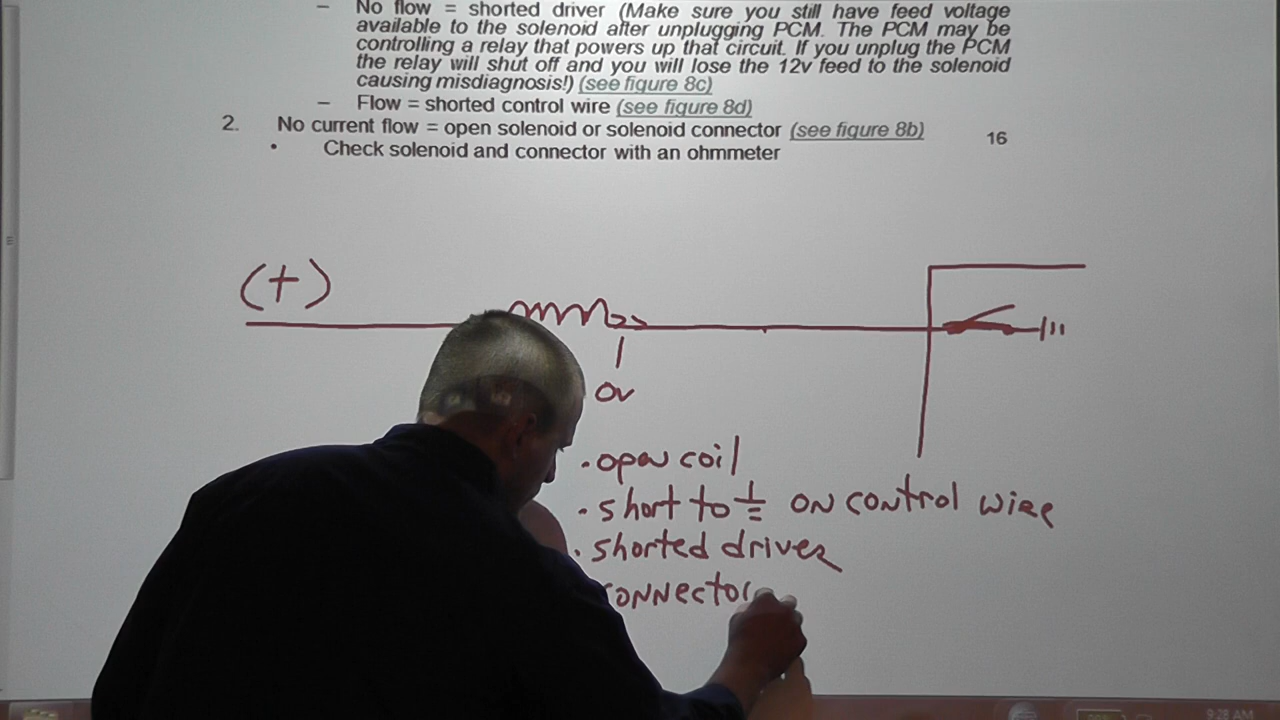 – No flow = shorted driver (Make sure you still have feed voltage
available to the solenoid after unplugging PCM. The PCM may be
controlling a relay that powers up that circuit. If you unplug the PCM
the relay will shut off and you will lose the 12v feed to the solenoid
causing misdiagnosis!) (see figure 8c)
– Flow = shorted control wire (see figure 8d)
2. No current flow = open solenoid or solenoid connector (see figure 8b)
16
• Check solenoid and connector with an ohmmeter
(+)
0v
• open coil
• short to ⏚ on control wire
• shorted driver
connector
9:28 AM